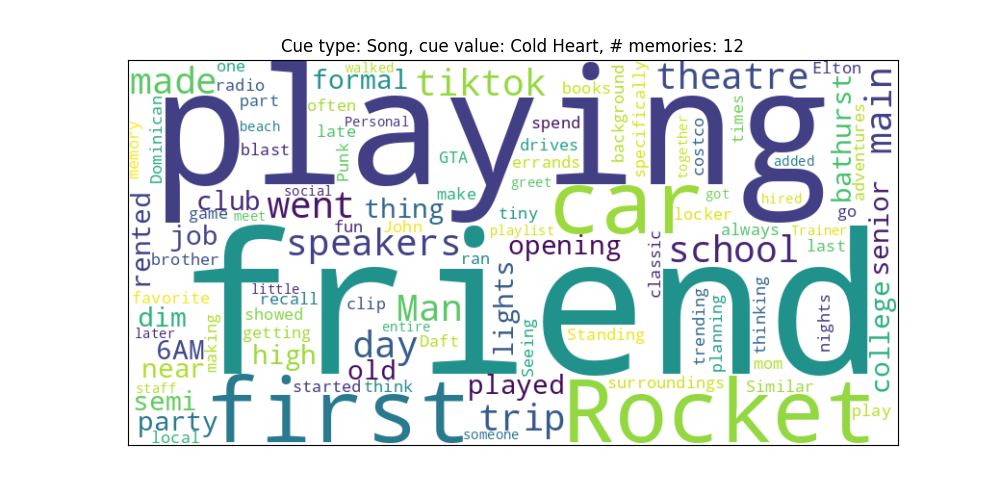 Cue type: Song, cue value: Cold Heart, # memories: 12
made one radio walked formal tiktok books theatre Elton
memory Dominican part beach blast often late Personal Punk playing GTA spend drives errands background specifically together costco times added bathurst adventures main
rented club social went thing make greet tiny car got locker hired go
game meet fun John playlist always Trainer last senior
job brother speakers ran opening classic school
favorite little recall clip friend lights Seeing Standing trending planning thinking nights college
dim showed entire Man Daft
later 6AM making getting high day mom
near old
staff started think played surroundings Similar
semi first trip Rocket play
party someone
local